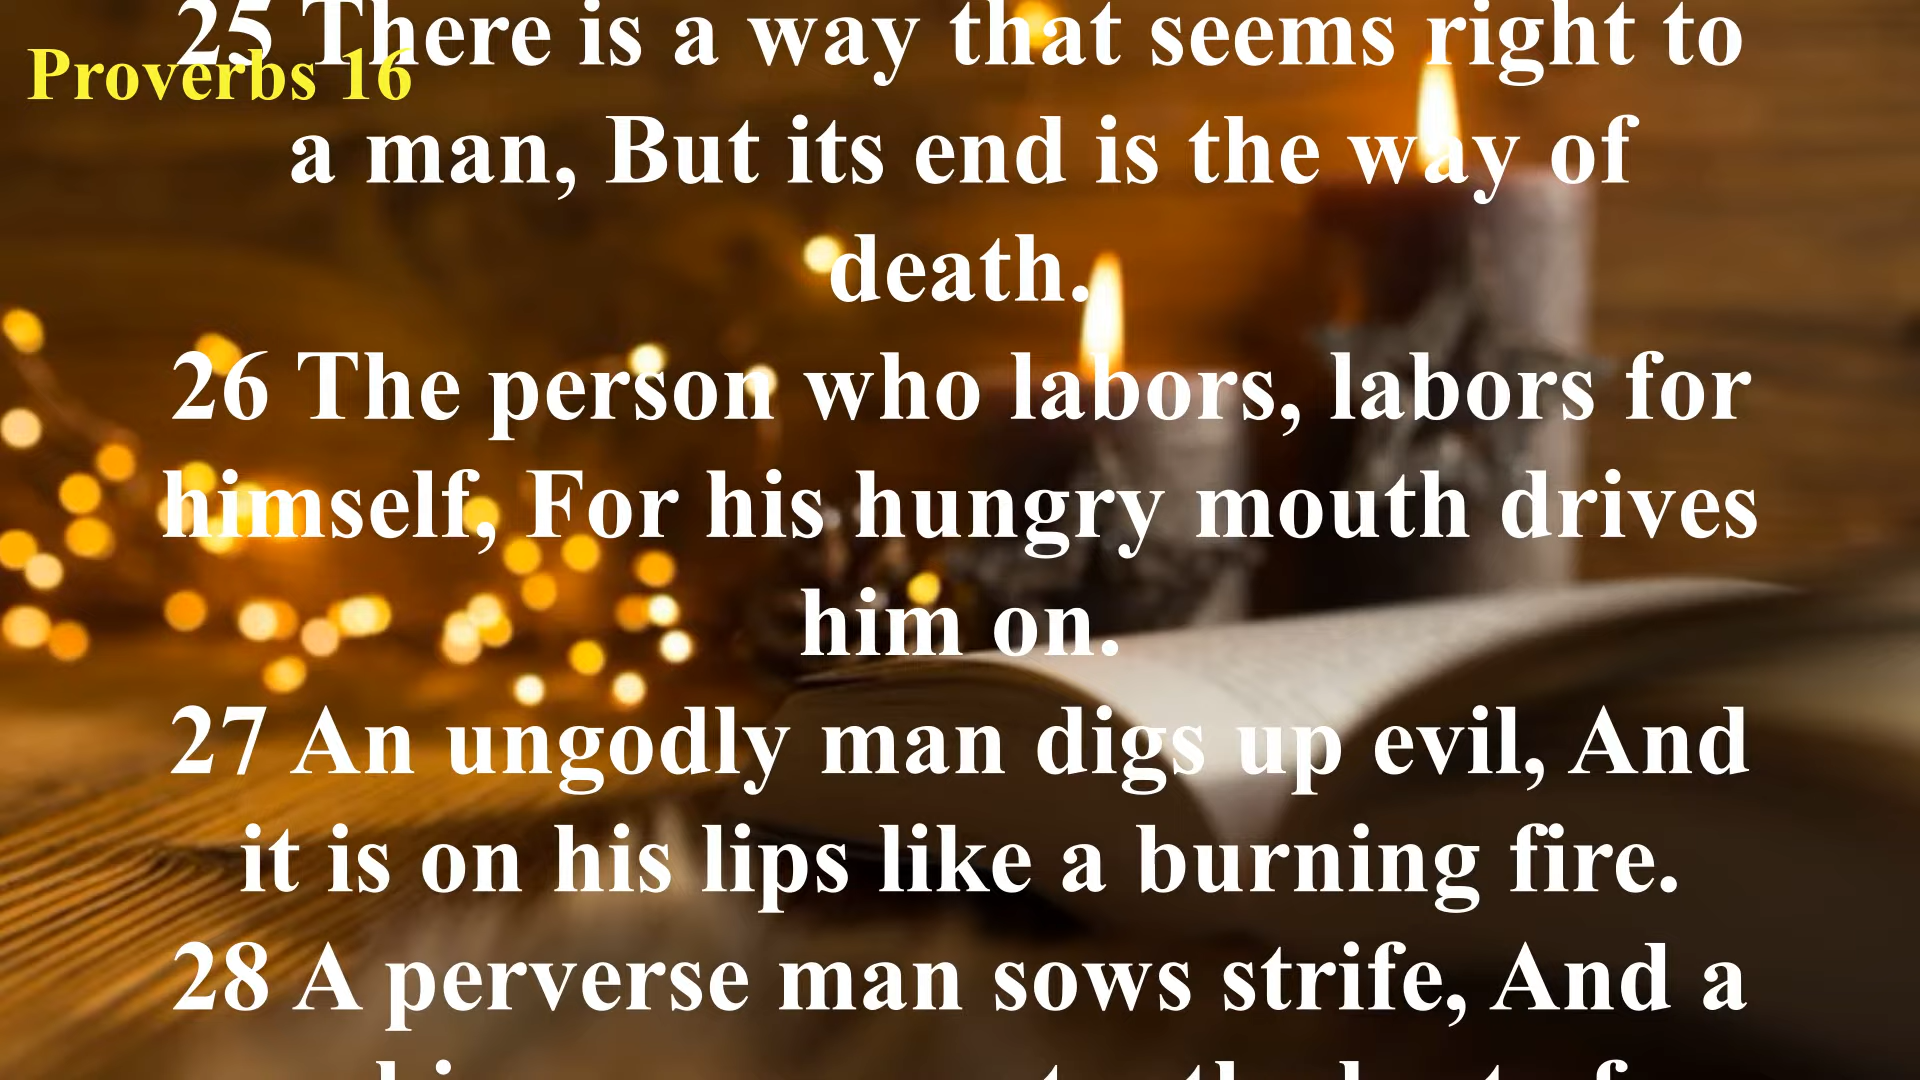 25 There is a way that seems right to
Proverbs 16
a man, But its end is the way of
death.
26 The person who labors, labors for
himself, For his hungry mouth drives
him on.
27 An ungodly man digs up evil, And
it is on his lips like a burning fire.
28 A perverse man sows strife, And a